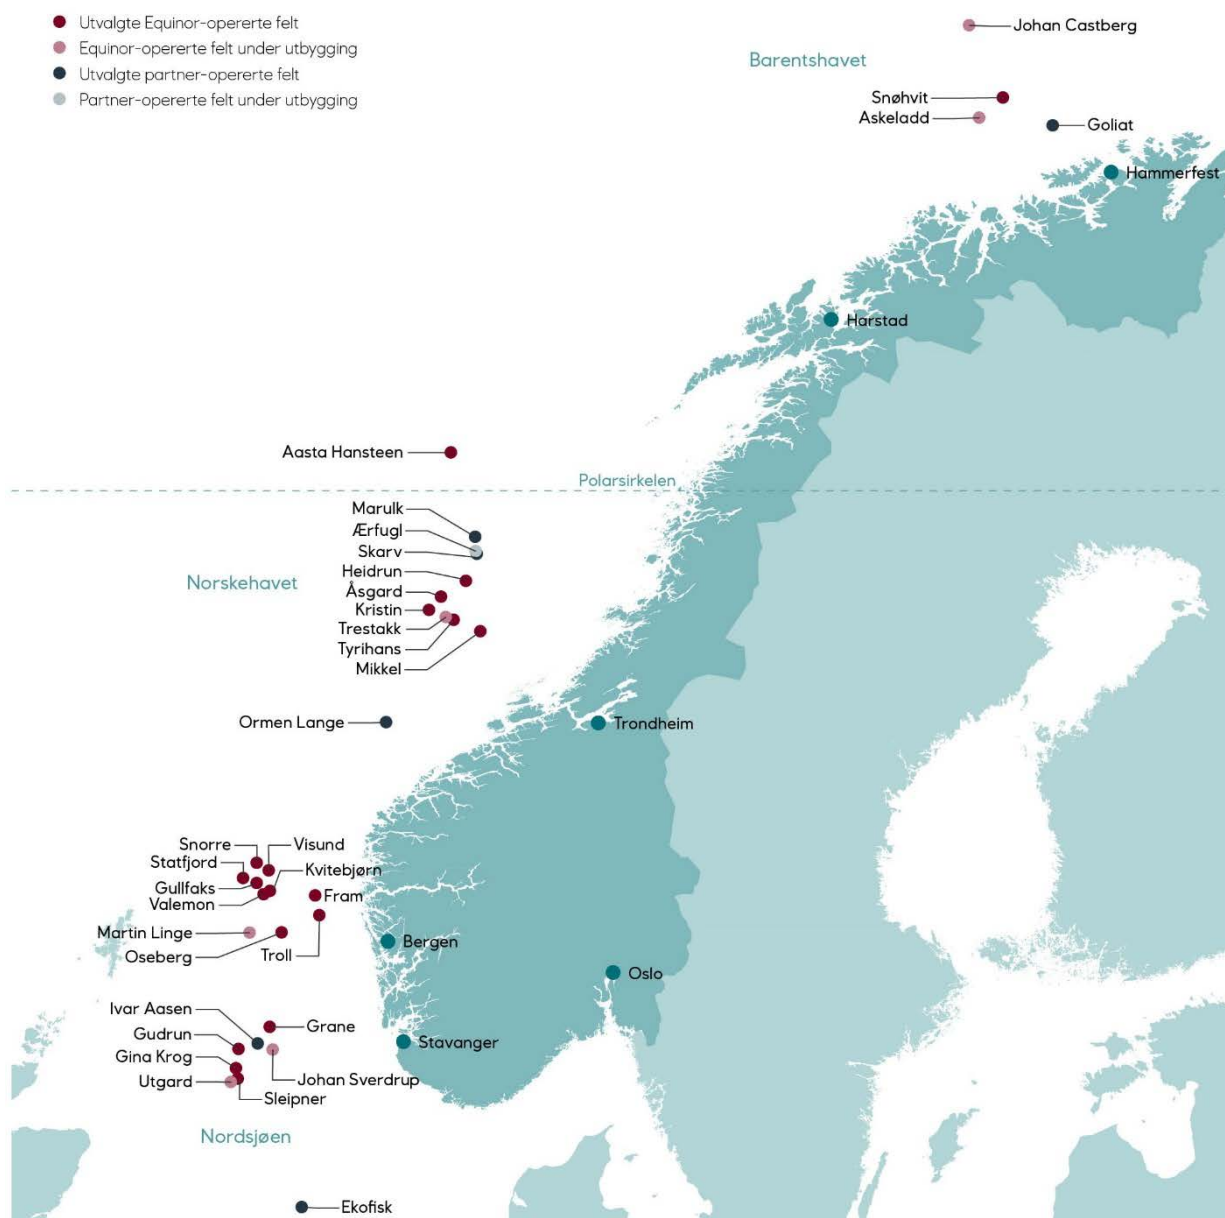 Utvalgte Equinor-opererte felt
Equinor-opererte felt under utbygging
Utvalgte partner-opererte felt
Partner-opererte felt under utbygging
Johan Castberg
Barentshavet
Snøhvit
Askeladd
Goliat
Hammerfest
Harstad
Aasta Hansteen
Polarsirkelen
Marulk
Ærfugl
Skarv
Heidrun
Norskehavet
Åsgard
Kristin
Trestakk
Tyrihans
Mikkel
Ormen Lange
Trondheim
Snorre
Visund
Statfjord
Kvitebjørn
Gullfaks
Valemon
Fram
Martin Linge
Oseberg
Troll
Bergen
Oslo
Ivar Aasen
Grane
Gudrun
Stavanger
Gina Krog
Utgard
Johan Sverdrup
Sleipner
Nordsjøen
Ekofisk